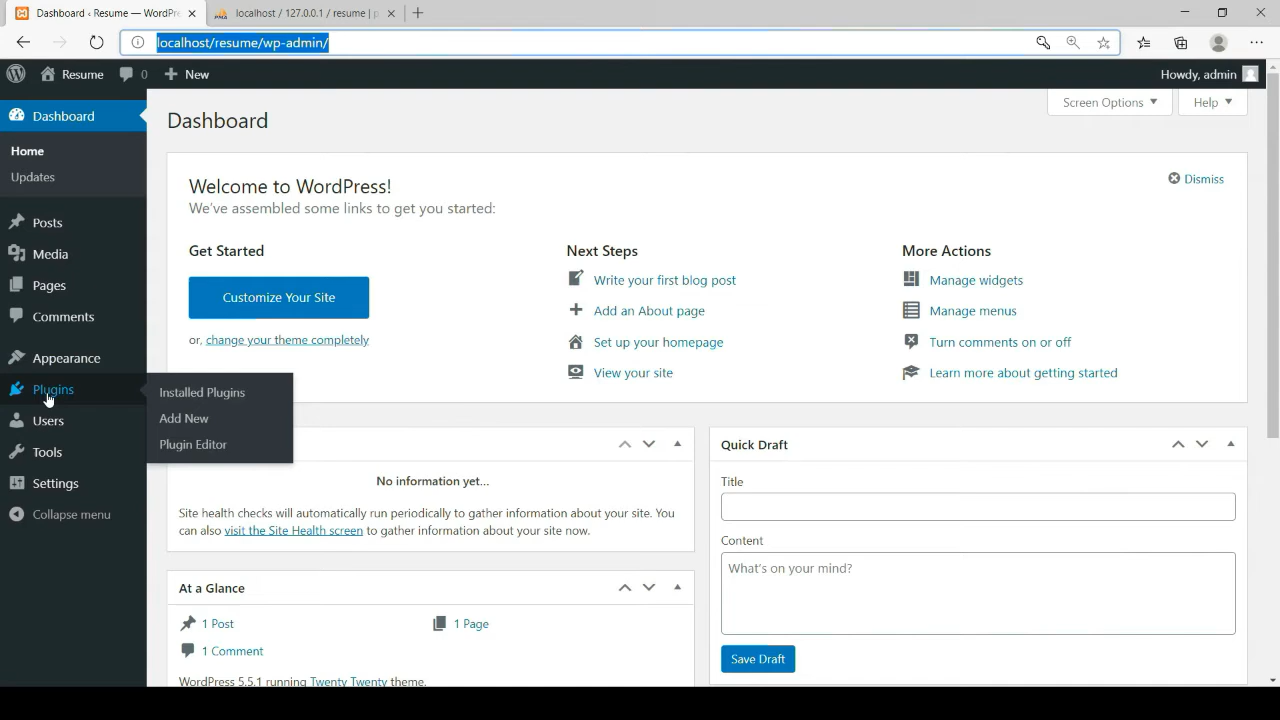 Dashboard ‹ Resume — WordPre
localhost / 127.0.0.1 / resume | p
localhost/resume/wp-admin/
Resume
0
New
Howdy, admin
Dashboard
Home
Updates
Posts
Media
Pages
Comments
Appearance
Plugins
Users
Tools
Settings
Collapse menu
Installed Plugins
Add New
Plugin Editor
Screen Options
Help
Dashboard
Welcome to WordPress!
We've assembled some links to get you started:
Dismiss
Get Started
Customize Your Site
or, change your theme completely
Next Steps
Write your first blog post
Add an About page
Set up your homepage
View your site
More Actions
Manage widgets
Manage menus
Turn comments on or off
Learn more about getting started
No information yet...
Site health checks will automatically run periodically to gather information about your site. You
can also visit the Site Health screen to gather information about your site now.
At a Glance
1 Post
1 Page
1 Comment
WordPress 5.5.1 running Twenty Twenty theme.
Quick Draft
Title
Content
What's on your mind?
Save Draft